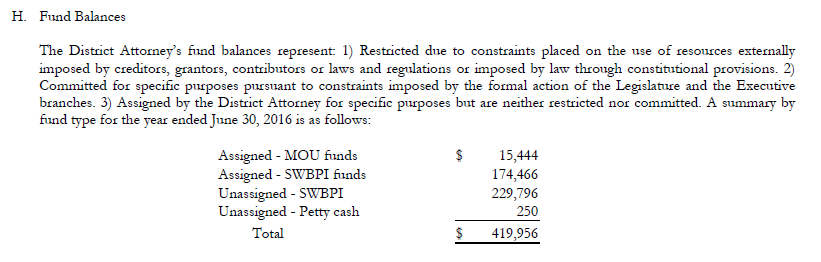 H. Fund Balances
The District Attorney's fund balances represent: 1) Restricted due to constraints placed on the use of resources externally
imposed by creditors, grantors, contributors or laws and regulations or imposed by law through constitutional provisions. 2)
Committed for specific purposes pursuant to constraints imposed by the formal action of the Legislature and the Executive
branches. 3) Assigned by the District Attorney for specific purposes but are neither restricted nor committed. A summary by
fund type for the year ended June 30, 2016 is as follows:
Assigned - MOU funds $ 15,444
Assigned - SWBPI funds 174,466
Unassigned - SWBPI 229,796
Unassigned - Petty cash 250
Total $ 419,956